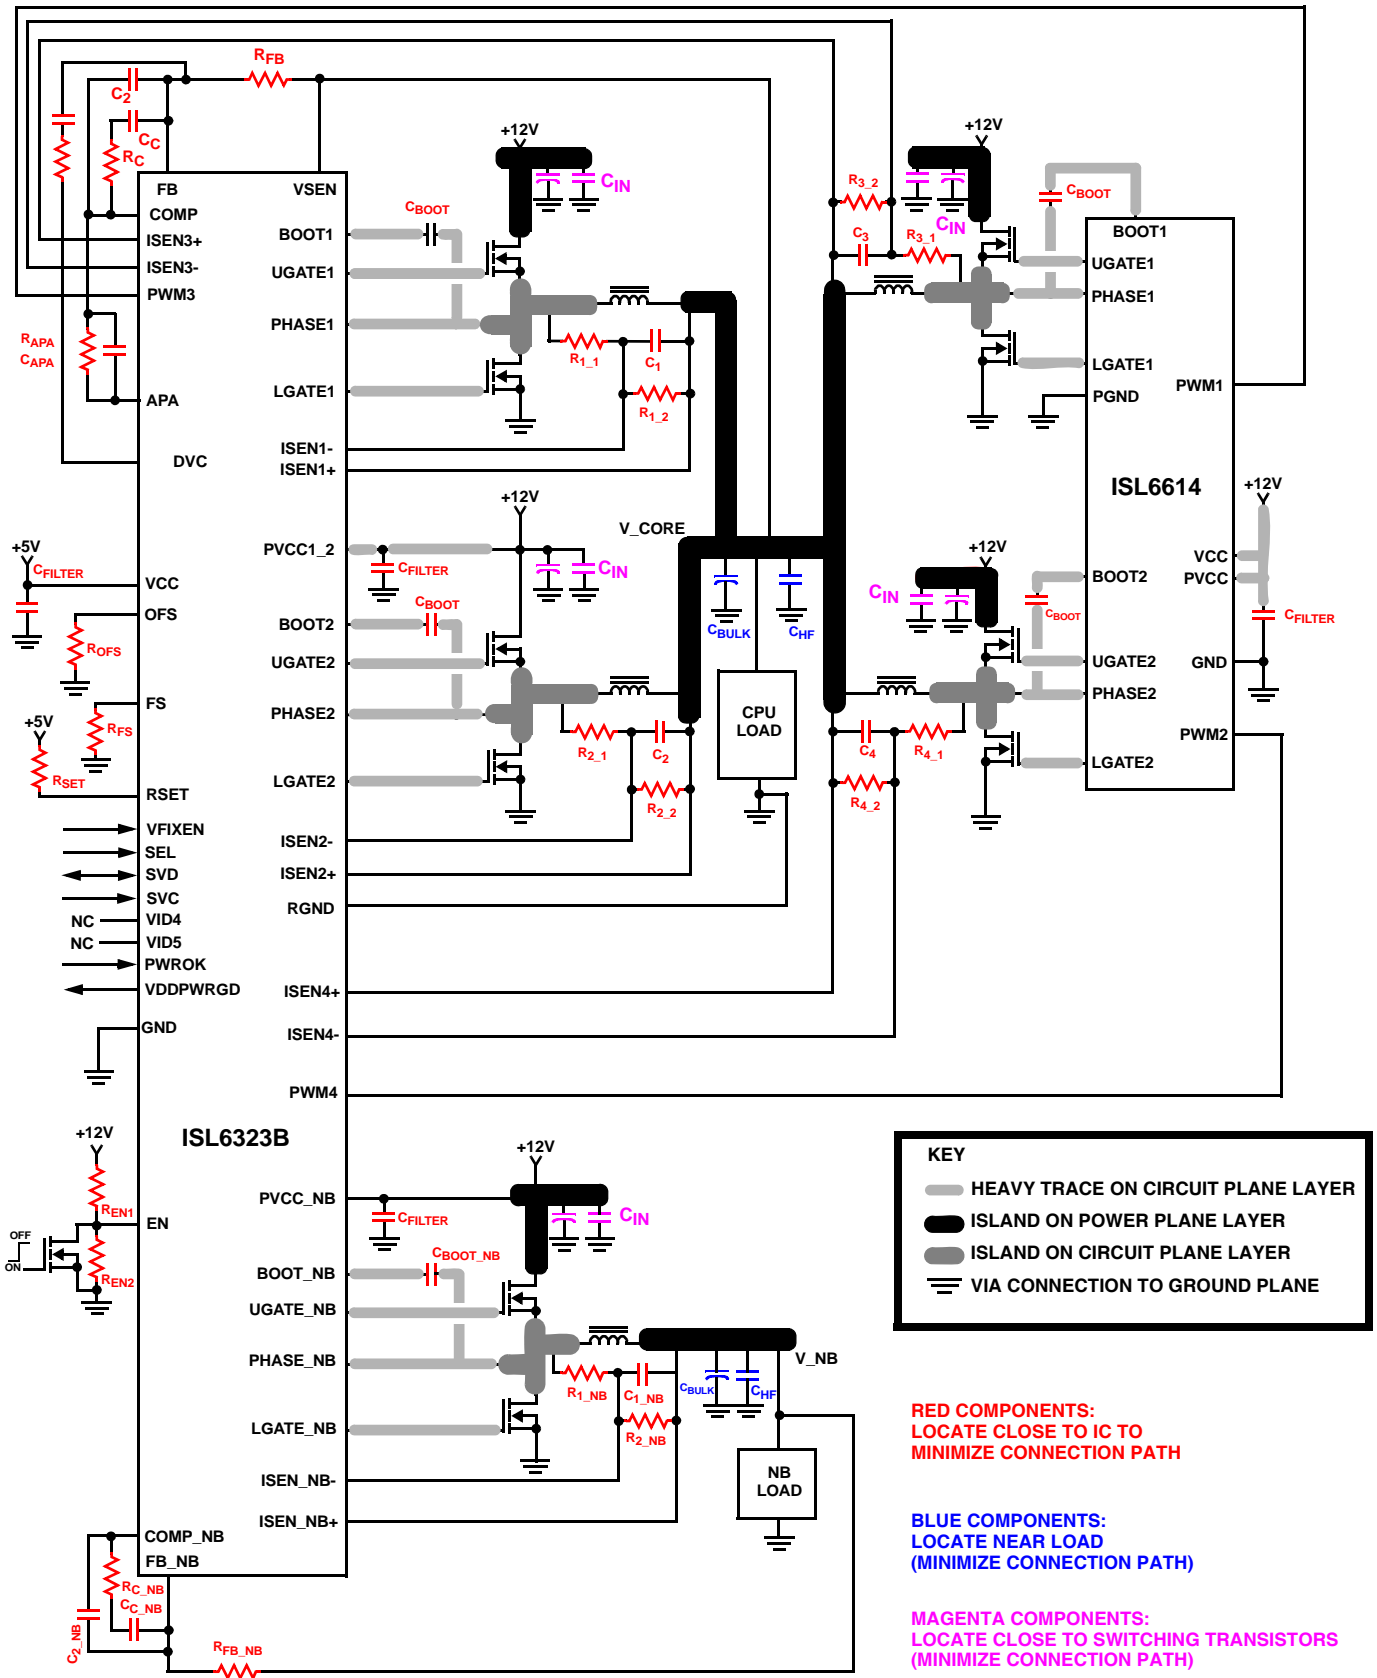 RFB
C2
CC
RC
FB
VSEN
COMP
ISEN3+
ISEN3-
PWM3
RAPA
CAPA
APA
DVC
+5V
CFILTER
VCC
OFS
ROFS
FS
RFS
+5V
RSET
RSET
VFIXEN
SEL
SVD
SVC
NC
VID4
NC
VID5
PWROK
VDDPWRGD
GND
+12V
REN1
EN
OFF
ON
REN2
ISL6323B
COMP_NB
FB_NB
RC_NB
CC_NB
C2_NB
RFB_NB
+12V
CIN
CBOOT
BOOT1
UGATE1
PHASE1
R1_1
C1
LGATE1
R1_2
ISEN1-
ISEN1+
+12V
PVCC1_2
CFILTER
CIN
CBOOT
BOOT2
UGATE2
PHASE2
R2_1
C2
LGATE2
R2_2
ISEN2-
ISEN2+
RGND
ISEN4+
ISEN4-
PWM4
V_CORE
CBULK
CHF
CPU
LOAD
+12V
PVCC_NB
CFILTER
CIN
CBOOT_NB
BOOT_NB
UGATE_NB
PHASE_NB
R1_NB
C1_NB
LGATE_NB
R2_NB
ISEN_NB-
ISEN_NB+
V_NB
CBULK
CHF
NB
LOAD
+12V
R3_2
C3
R3_1
CIN
CBOOT
BOOT1
UGATE1
PHASE1
LGATE1
PGND
PWM1
ISL6614
+12V
VCC
PVCC
CFILTER
GND
+12V
CIN
CBOOT
BOOT2
UGATE2
PHASE2
C4
R4_1
R4_2
LGATE2
PWM2
KEY
HEAVY TRACE ON CIRCUIT PLANE LAYER
ISLAND ON POWER PLANE LAYER
ISLAND ON CIRCUIT PLANE LAYER
VIA CONNECTION TO GROUND PLANE
RED COMPONENTS:
LOCATE CLOSE TO IC TO
MINIMIZE CONNECTION PATH
BLUE COMPONENTS:
LOCATE NEAR LOAD
(MINIMIZE CONNECTION PATH)
MAGENTA COMPONENTS:
LOCATE CLOSE TO SWITCHING TRANSISTORS
(MINIMIZE CONNECTION PATH)